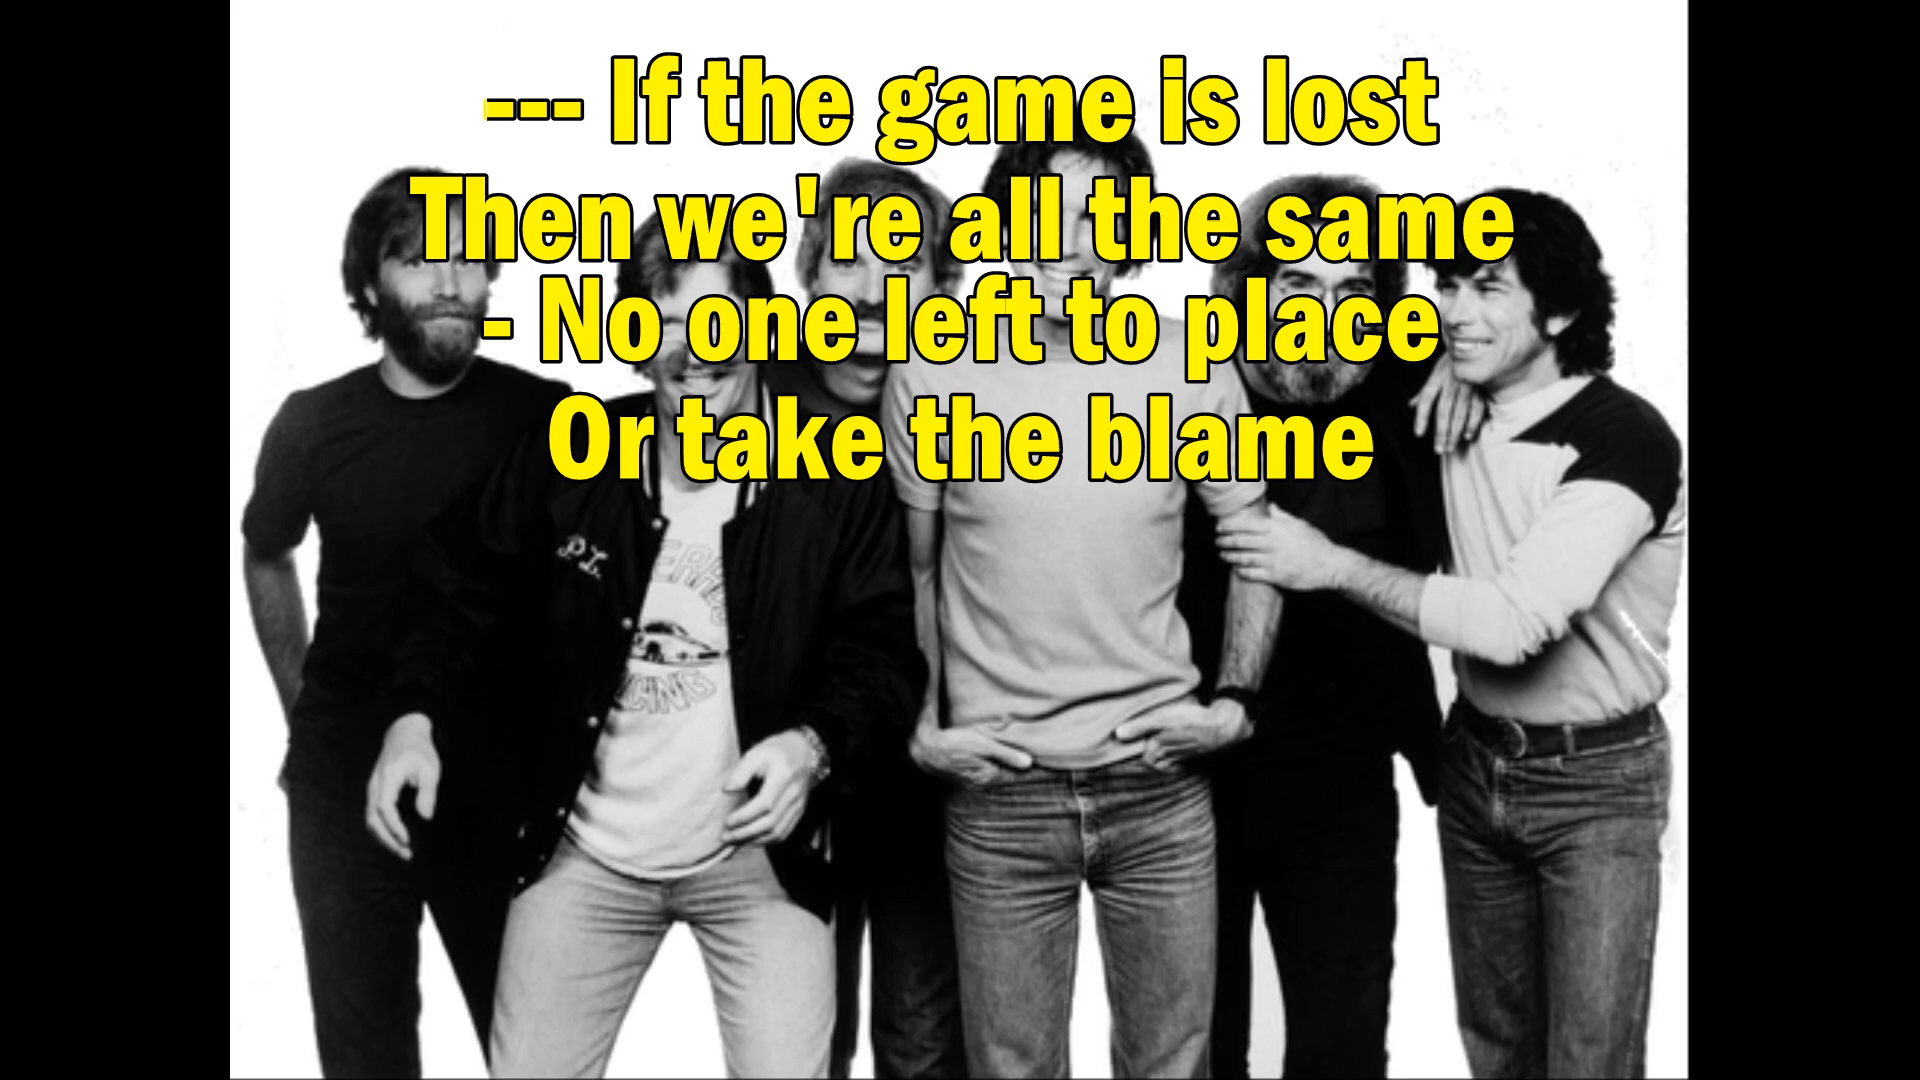 --- If the game is lost
Then we're all the same
- No one left to place
Or take the blame
P.L.